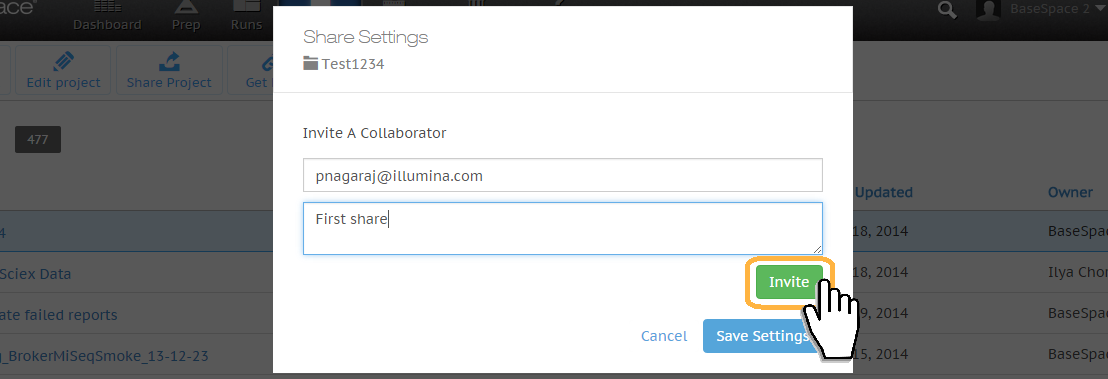 pace®
Dashboard
Prep
Runs
BaseSpace 2
Share Settings
Test1234
Edit project
Share Project
Get
477
Invite A Collaborator
pnagaraj@illumina.com
First share
Updated
Owner
4
18, 2014
BaseSpac
Sciex Data
18, 2014
Ilya Chor
ate failed reports
9, 2014
BaseSpac
Invite
g_BrokerMiSeqSmoke_13-12-23
15, 2014
BaseSpac
Cancel
Save Settings